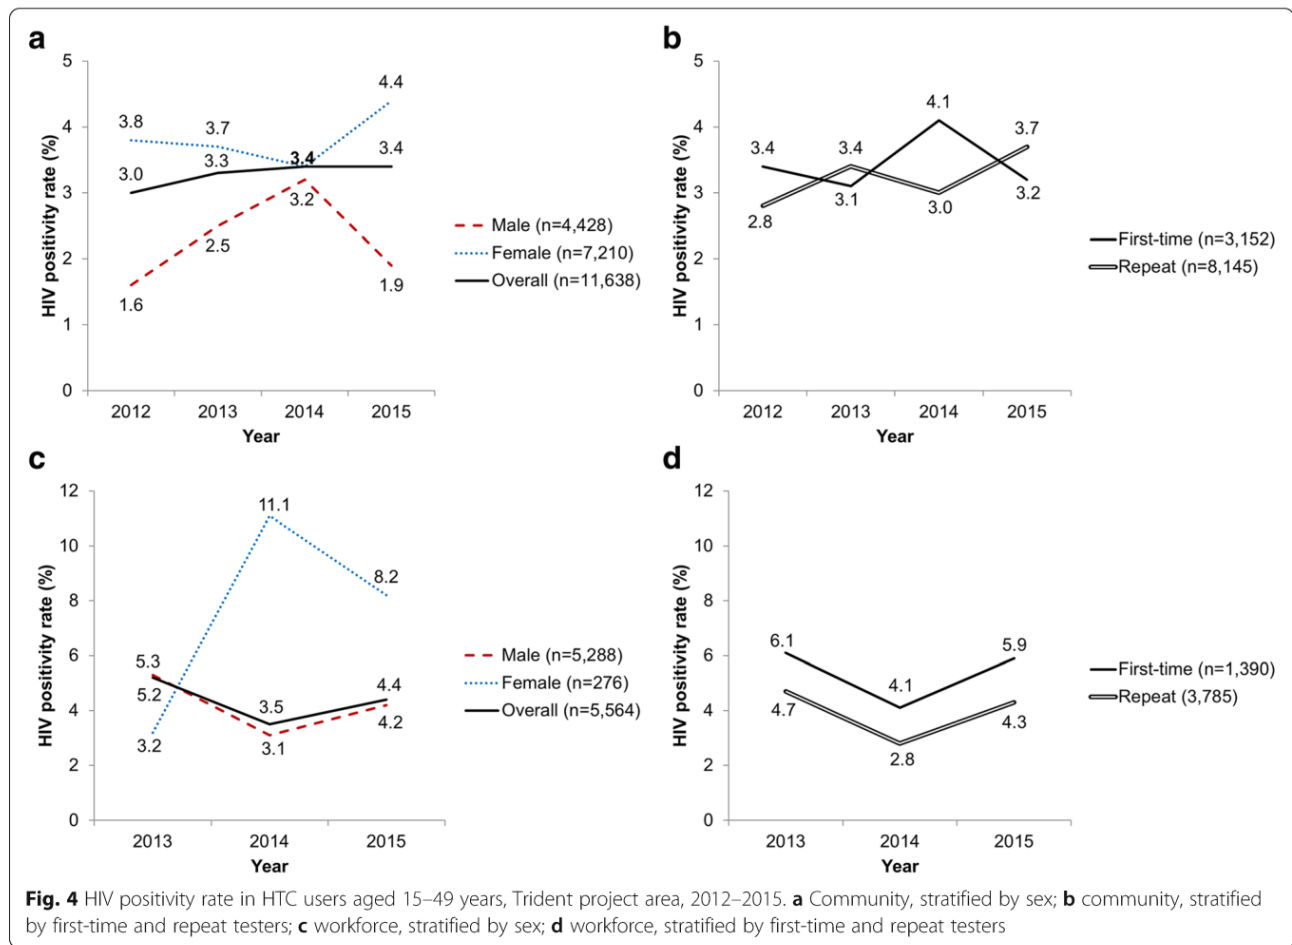 a
5
4
3
2
1
0
HIV positivity rate (%)
3.8
3.7
3.4
4.4
3.0
3.3
3.4
1.6
2.5
3.2
1.9
2012 2013 2014 2015
Year
Male (n=4,428)
Female (n=7,210)
Overall (n=11,638)
b
5
4
3
2
1
0
HIV positivity rate (%)
3.4
3.1
4.1
3.2
2.8
3.4
3.0
3.7
2012 2013 2014 2015
Year
First-time (n=3,152)
Repeat (n=8,145)
c
12
10
8
6
4
2
0
HIV positivity rate (%)
5.3
5.2
3.2
11.1
3.5
3.1
8.2
4.4
4.2
2013 2014 2015
Year
Male (n=5,288)
Female (n=276)
Overall (n=5,564)
d
12
10
8
6
4
2
0
HIV positivity rate (%)
6.1
4.1
5.9
4.7
2.8
4.3
2013 2014 2015
Year
First-time (n=1,390)
Repeat (3,785)
Fig. 4 HIV positivity rate in HTC users aged 15–49 years, Trident project area, 2012–2015. a Community, stratified by sex; b community, stratified
by first-time and repeat testers; c workforce, stratified by sex; d workforce, stratified by first-time and repeat testers